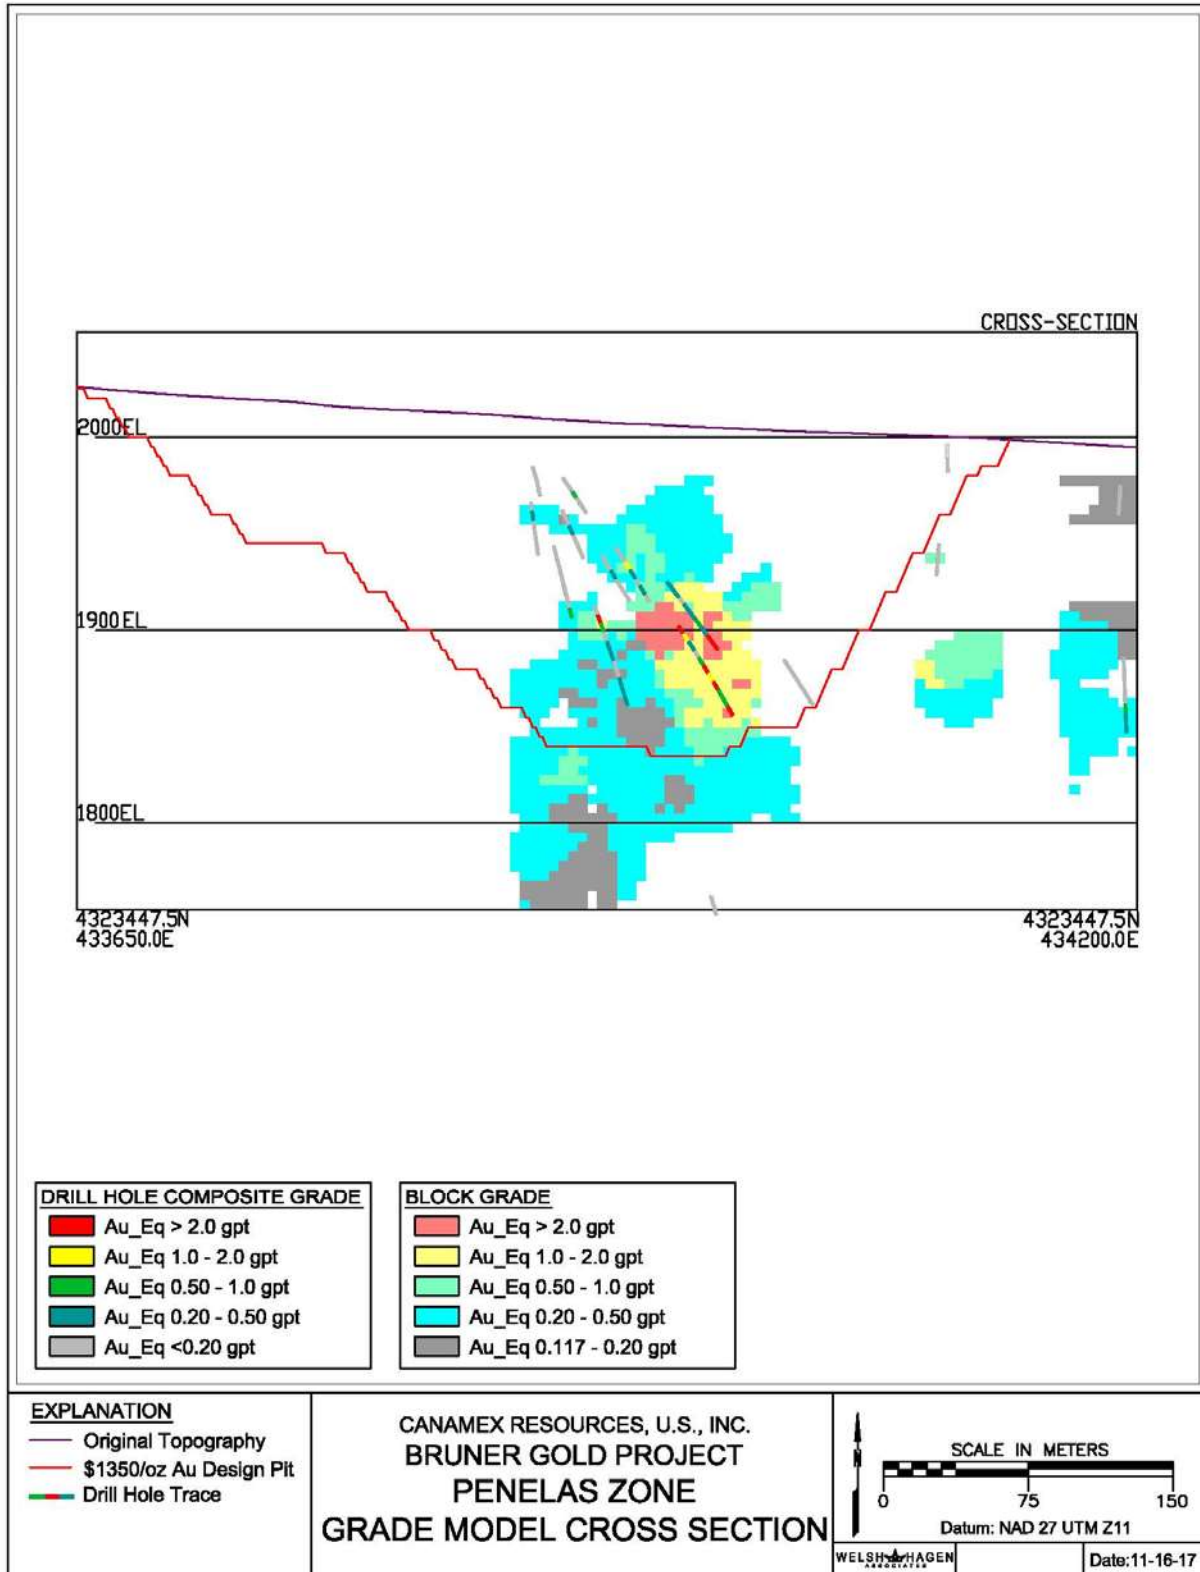 CROSS-SECTION
2000EL
1900EL
1800EL
4323447.5N
433650.0E
4323447.5N
434200.0E
DRILL HOLE COMPOSITE GRADE
Au_Eq > 2.0 gpt
Au_Eq 1.0 - 2.0 gpt
Au_Eq 0.50 - 1.0 gpt
Au_Eq 0.20 - 0.50 gpt
Au_Eq <0.20 gpt
BLOCK GRADE
Au_Eq > 2.0 gpt
Au_Eq 1.0 - 2.0 gpt
Au_Eq 0.50 - 1.0 gpt
Au_Eq 0.20 - 0.50 gpt
Au_Eq 0.117 - 0.20 gpt
EXPLANATION
Original Topography
$1350/oz Au Design Pit
Drill Hole Trace
CANAMEX RESOURCES, U.S., INC.
BRUNER GOLD PROJECT
PENELAS ZONE
GRADE MODEL CROSS SECTION
N
SCALE IN METERS
0 75 150
Datum: NAD 27 UTM Z11
WELSH HAGEN
ASSOCIATES
Date:11-16-17